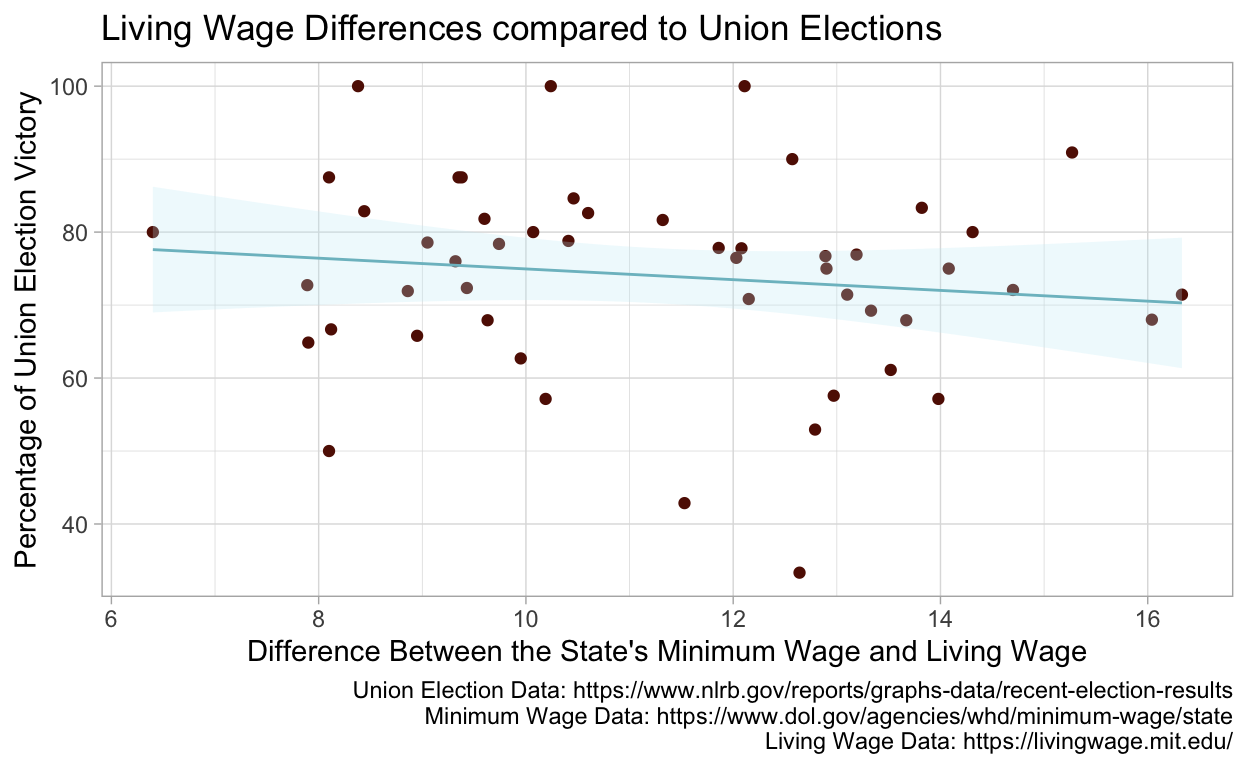 Living Wage Differences compared to Union Elections
Percentage of Union Election Victory
100
80
60
40
6 8 10 12 14 16
Difference Between the State's Minimum Wage and Living Wage
Union Election Data: https://www.nlrb.gov/reports/graphs-data/recent-election-results
Minimum Wage Data: https://www.dol.gov/agencies/whd/minimum-wage/state
Living Wage Data: https://livingwage.mit.edu/